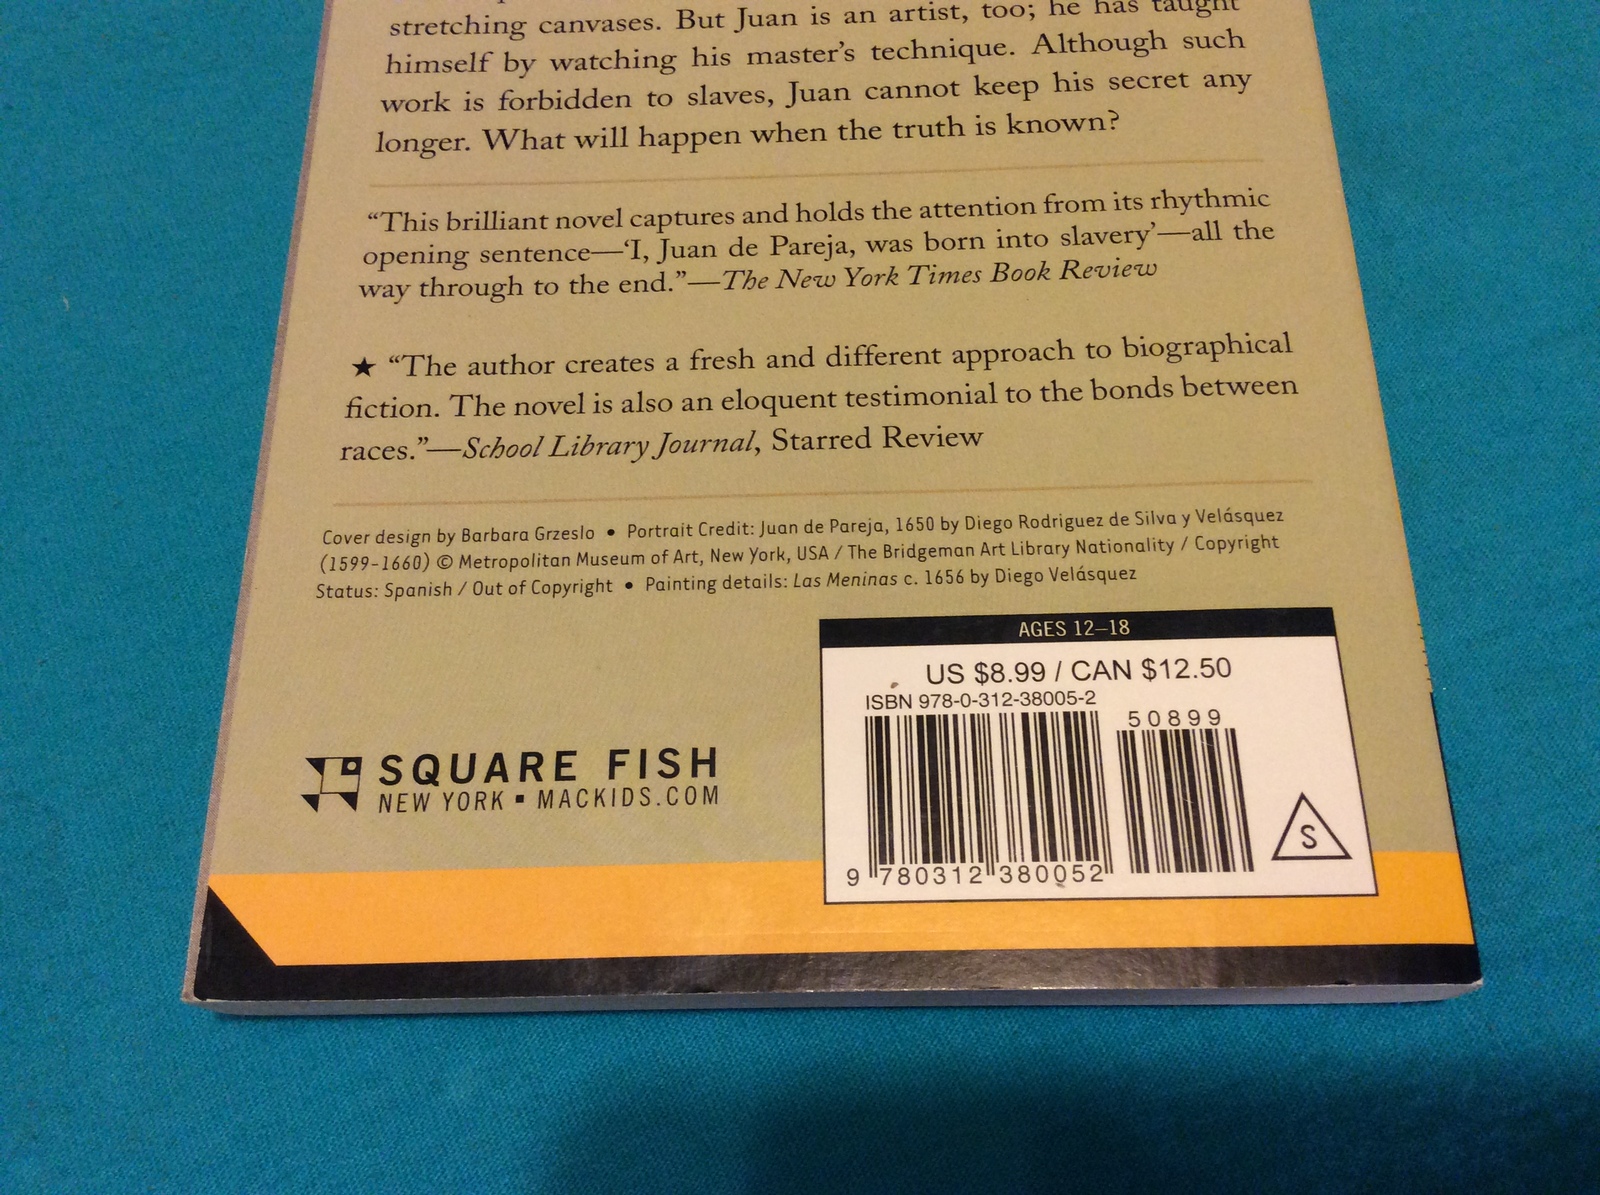 stretching canvases. But Juan is an artist, too; he has taught
himself by watching his master's technique. Although such
work is forbidden to slaves, Juan cannot keep his secret any
longer. What will happen when the truth is known?
“This brilliant novel captures and holds the attention from its rhythmic
opening sentence—‘I, Juan de Pareja, was born into slavery’—all the
way through to the end.”—The New York Times Book Review
★ “The author creates a fresh and different approach to biographical
fiction. The novel is also an eloquent testimonial to the bonds between
races.”—School Library Journal, Starred Review
Cover design by Barbara Grzeslo • Portrait Credit: Juan de Pareja, 1650 by Diego Rodriguez de Silva y Velásquez
(1599-1660) © Metropolitan Museum of Art, New York, USA / The Bridgeman Art Library Nationality / Copyright
Status: Spanish / Out of Copyright • Painting details: Las Meninas c. 1656 by Diego Velásquez
AGES 12–18
US $8.99 / CAN $12.50
ISBN 978-0-312-38005-2
50899
9 780312 380052
S
SQUARE FISH
NEW YORK ▪ MACKIDS.COM